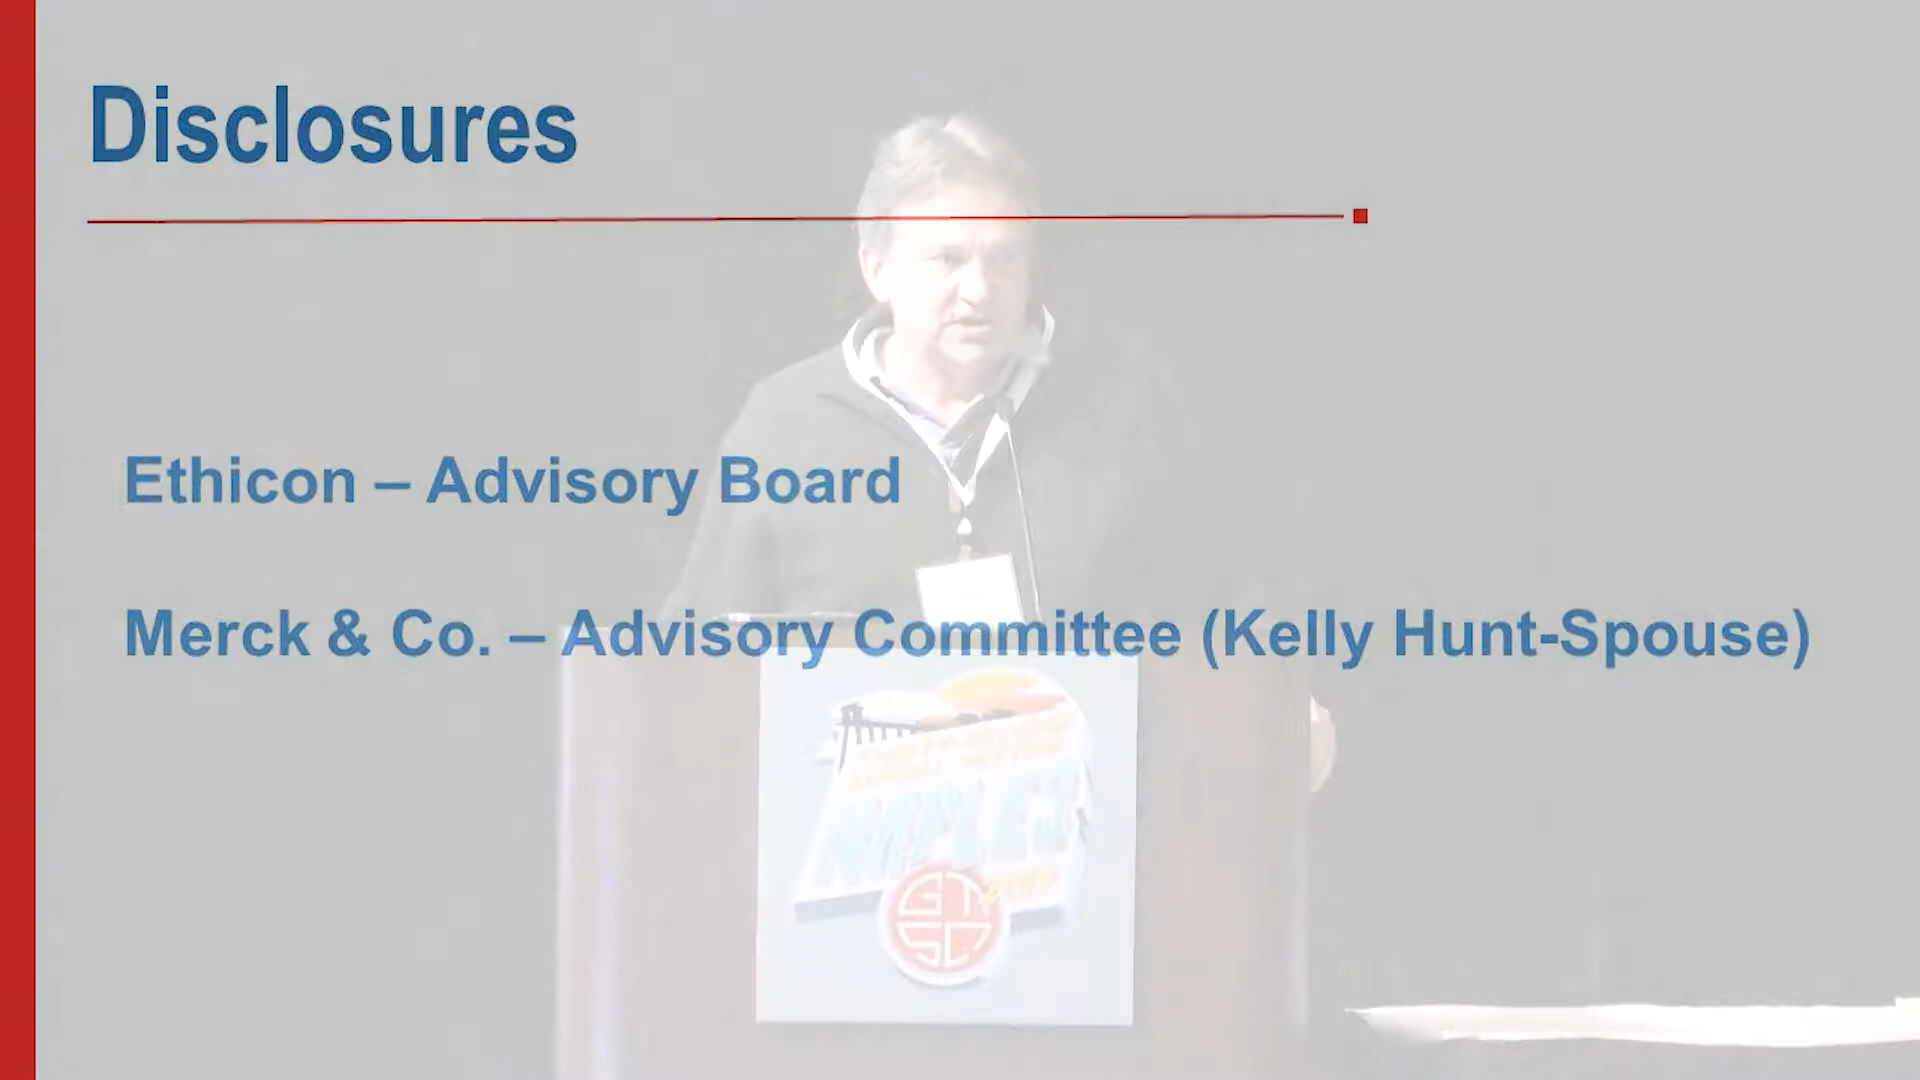 Disclosures
Ethicon – Advisory Board
Merck & Co. – Advisory Committee (Kelly Hunt-Spouse)